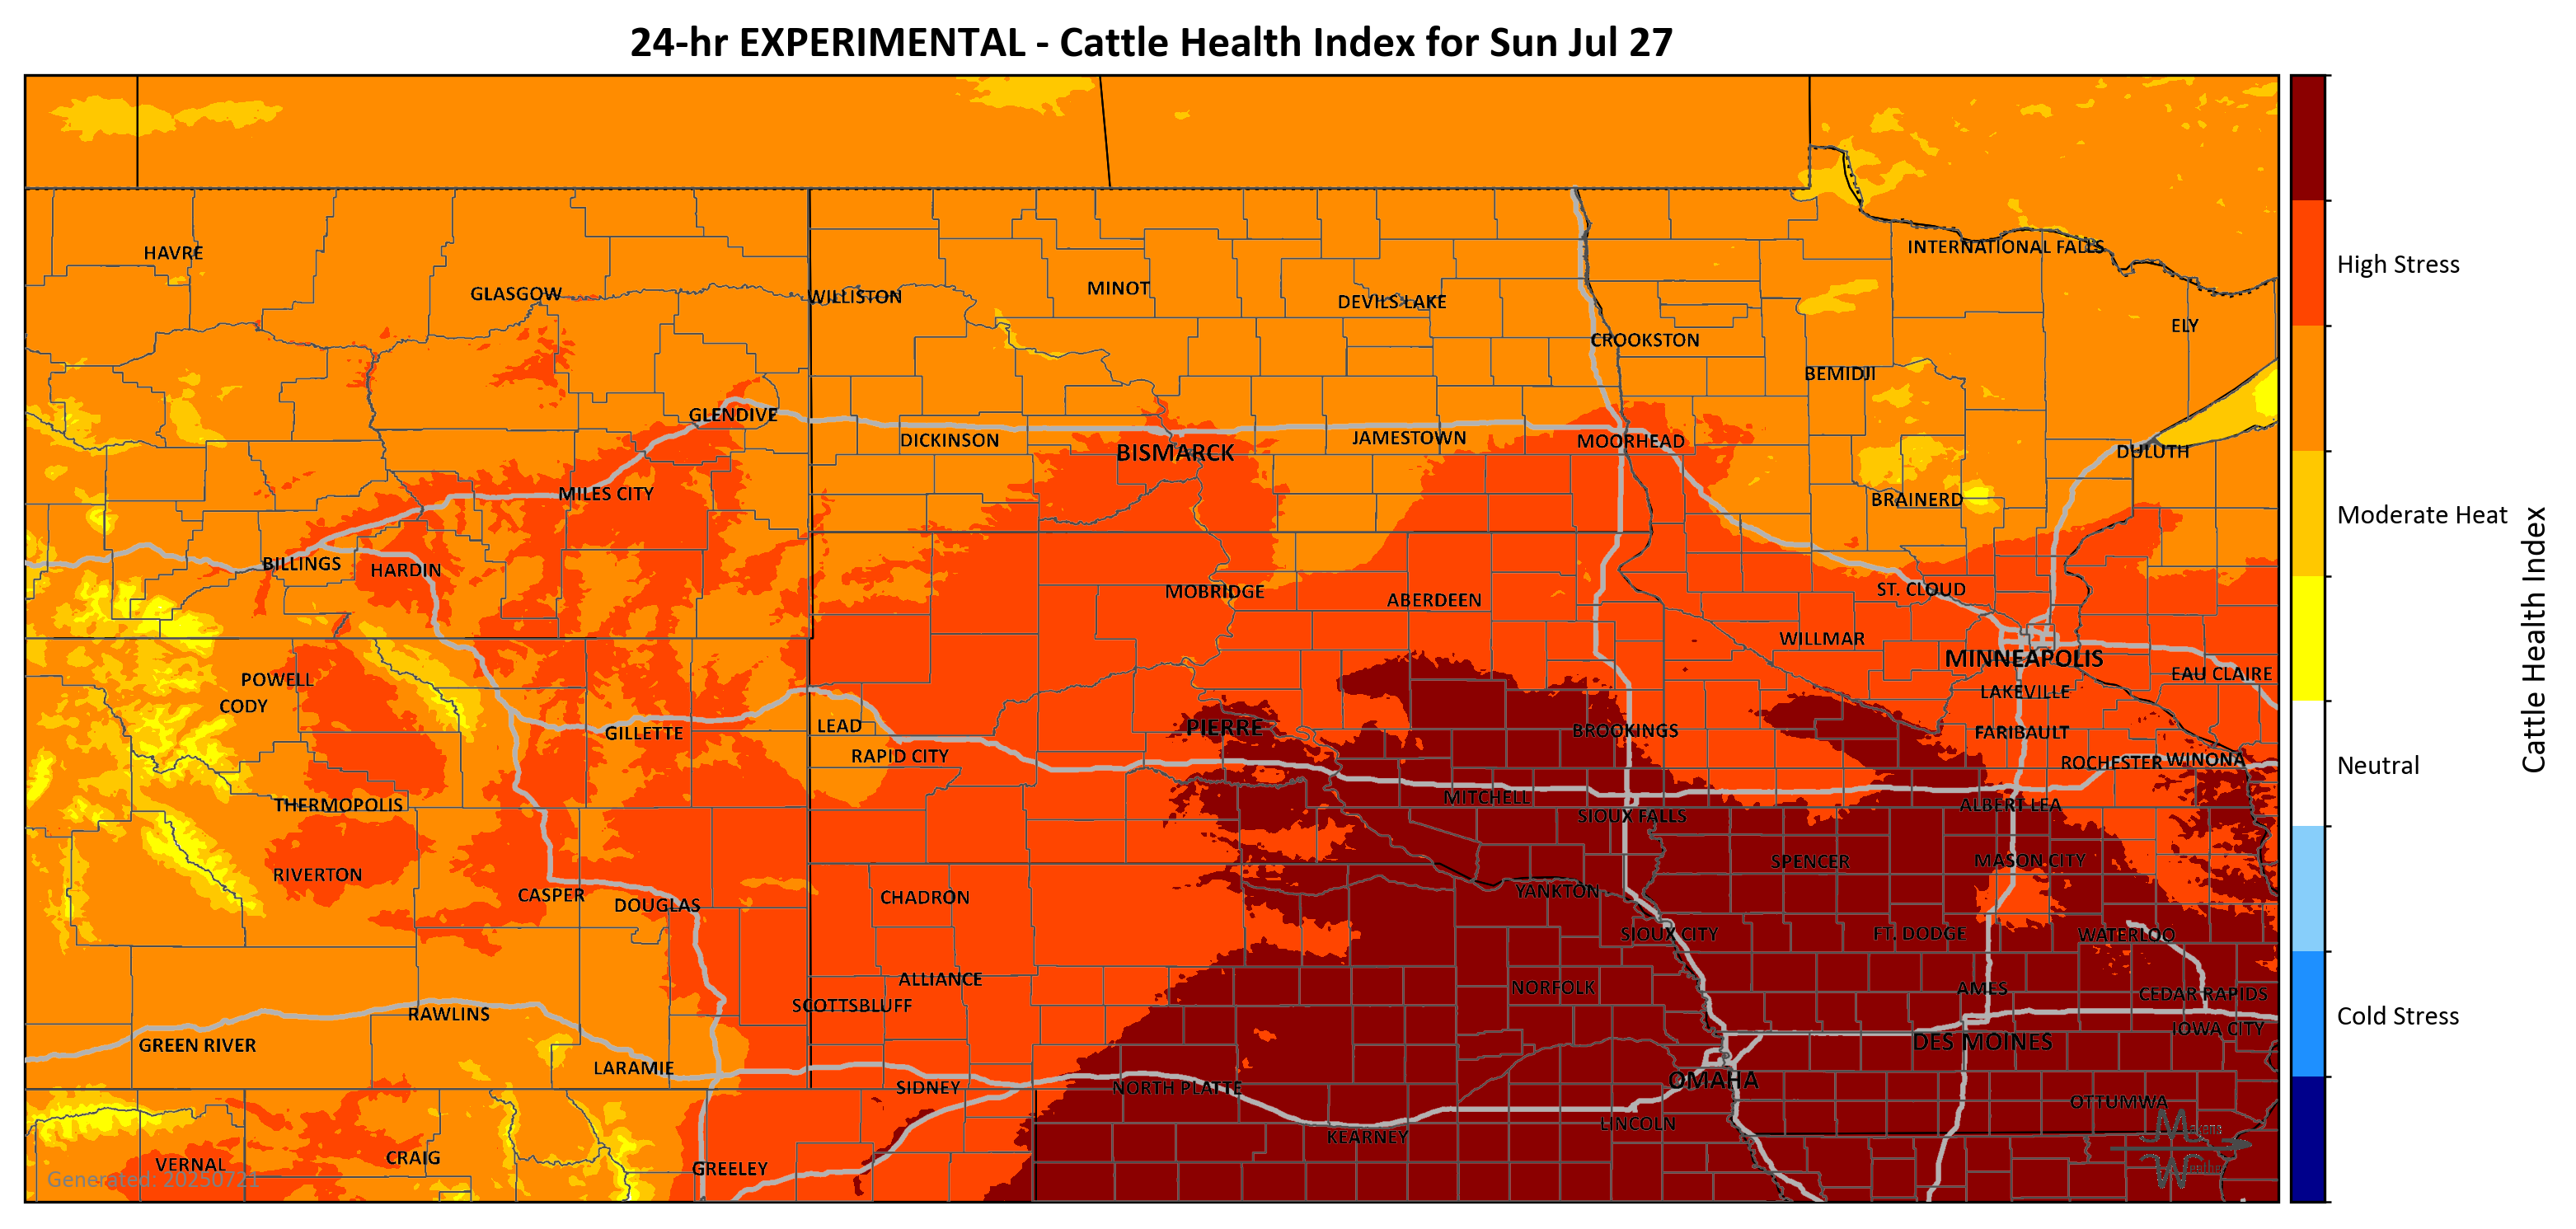 24-hr EXPERIMENTAL - Cattle Health Index for Sun Jul 27
HAVRE
INTERNATIONAL FALLS
High Stress
GLASGOW
WILLISTON
MINOT
DEVILS LAKE
ELY
CROOKSTON
BEMIDJI
GLENDIVE
DICKINSON
JAMESTOWN
MOORHEAD
BISMARCK
DULUTH
MILES CITY
BRAINERD
Moderate Heat
BILLINGS
HARDIN
MOBRIDGE
ABERDEEN
ST. CLOUD
WILLMAR
MINNEAPOLIS
Cattle Health Index
POWELL
EAU CLAIRE
CODY
LAKEVILLE
LEAD
PIERRE
BROOKINGS
GILLETTE
FARIBAULT
RAPID CITY
ROCHESTER
WINONA
Neutral
THERMOPOLIS
MITCHELL
ALBERT LEA
SIOUX FALLS
SPENCER
MASON CITY
RIVERTON
CASPER
CHADRON
YANKTON
DOUGLAS
SIOUX CITY
FT. DODGE
WATERLOO
ALLIANCE
NORFOLK
AMES
CEDAR RAPIDS
SCOTTSBLUFF
RAWLINS
Cold Stress
IOWA CITY
GREEN RIVER
DES MOINES
LARAMIE
OMAHA
SIDNEY
NORTH PLATTE
OTTUMWA
LINCOLN
KEARNEY
CRAIG
VERNAL
GREELEY
Generated: 20250721